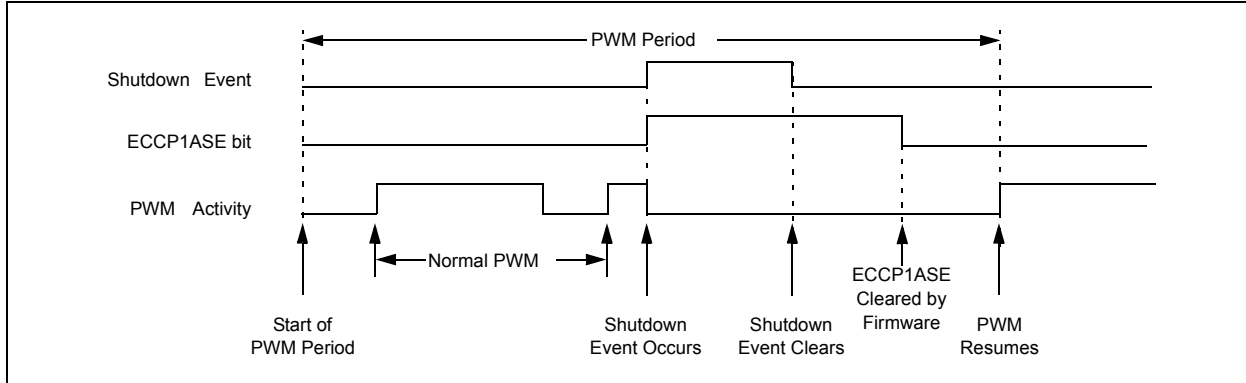 PWM Period
Shutdown Event
ECCP1ASE bit
PWM Activity
Normal PWM
Start of
PWM Period
Shutdown
Event Occurs
Shutdown
Event Clears
ECCP1ASE
Cleared by
Firmware
PWM
Resumes